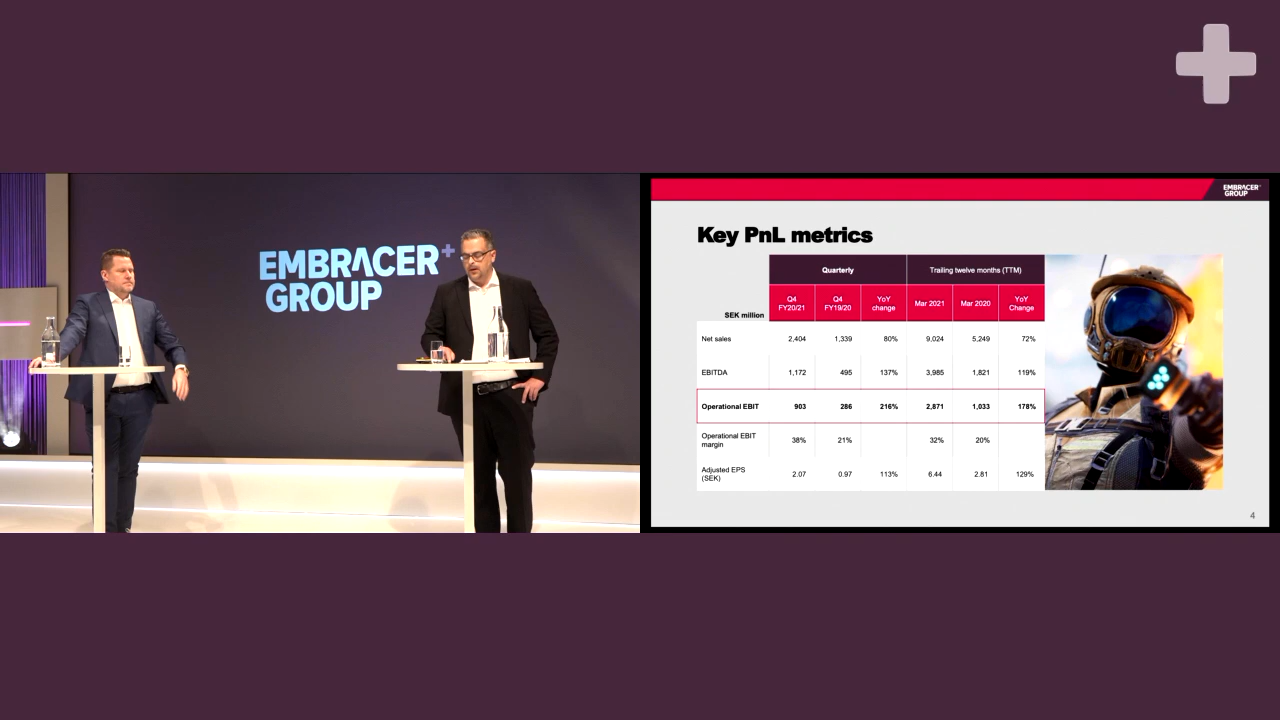 EMBRACER+
GROUP
EMBRACER+
GROUP
Key PnL metrics
Quarterly Trailing twelve months (TTM)
SEK million Q4 FY20/21 Q4 FY19/20 YoY change Mar 2021 Mar 2020 YoY Change
Net sales 2,404 1,339 80% 9,024 5,249 72%
EBITDA 1,172 495 137% 3,985 1,821 119%
Operational EBIT 903 286 216% 2,871 1,033 178%
Operational EBIT
margin 38% 21% 32% 20%
Adjusted EPS
(SEK) 2.07 0.97 113% 6.44 2.81 129%
4